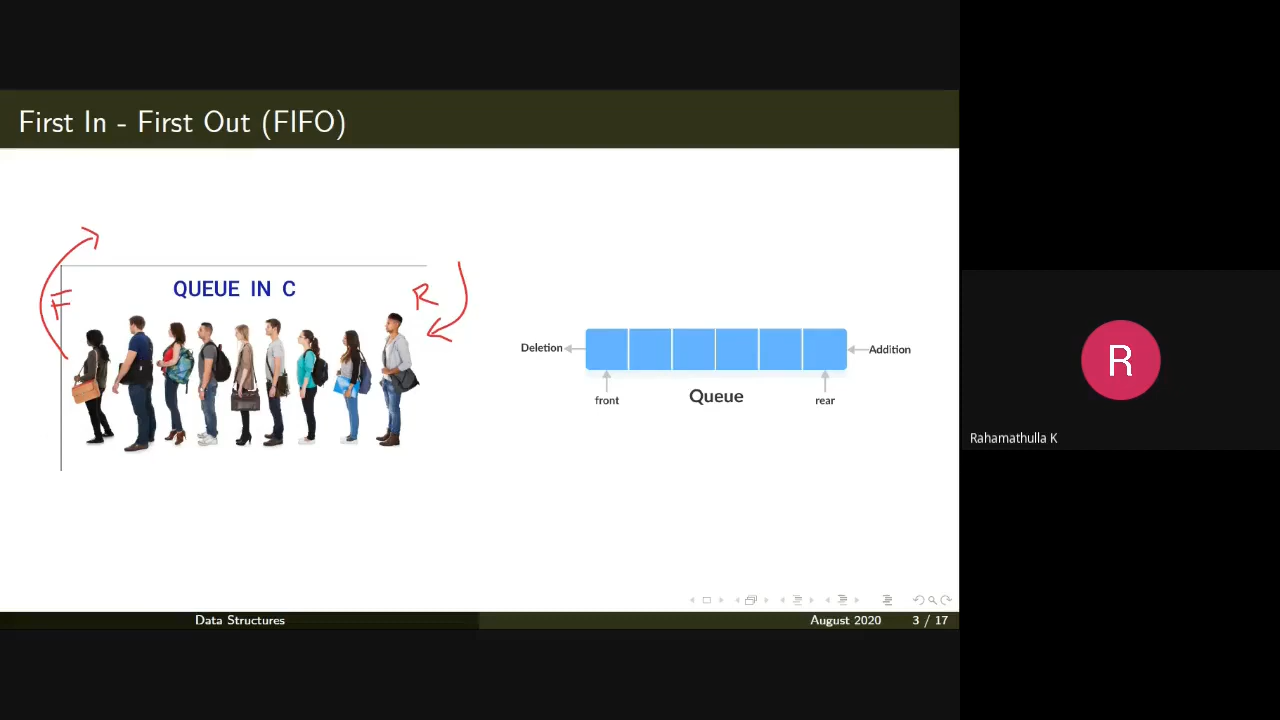 First In - First Out (FIFO)
QUEUE IN C
F
R
Deletion
Addition
front
Queue
rear
R
Rahamathulla K
Data Structures
August 2020
3 / 17